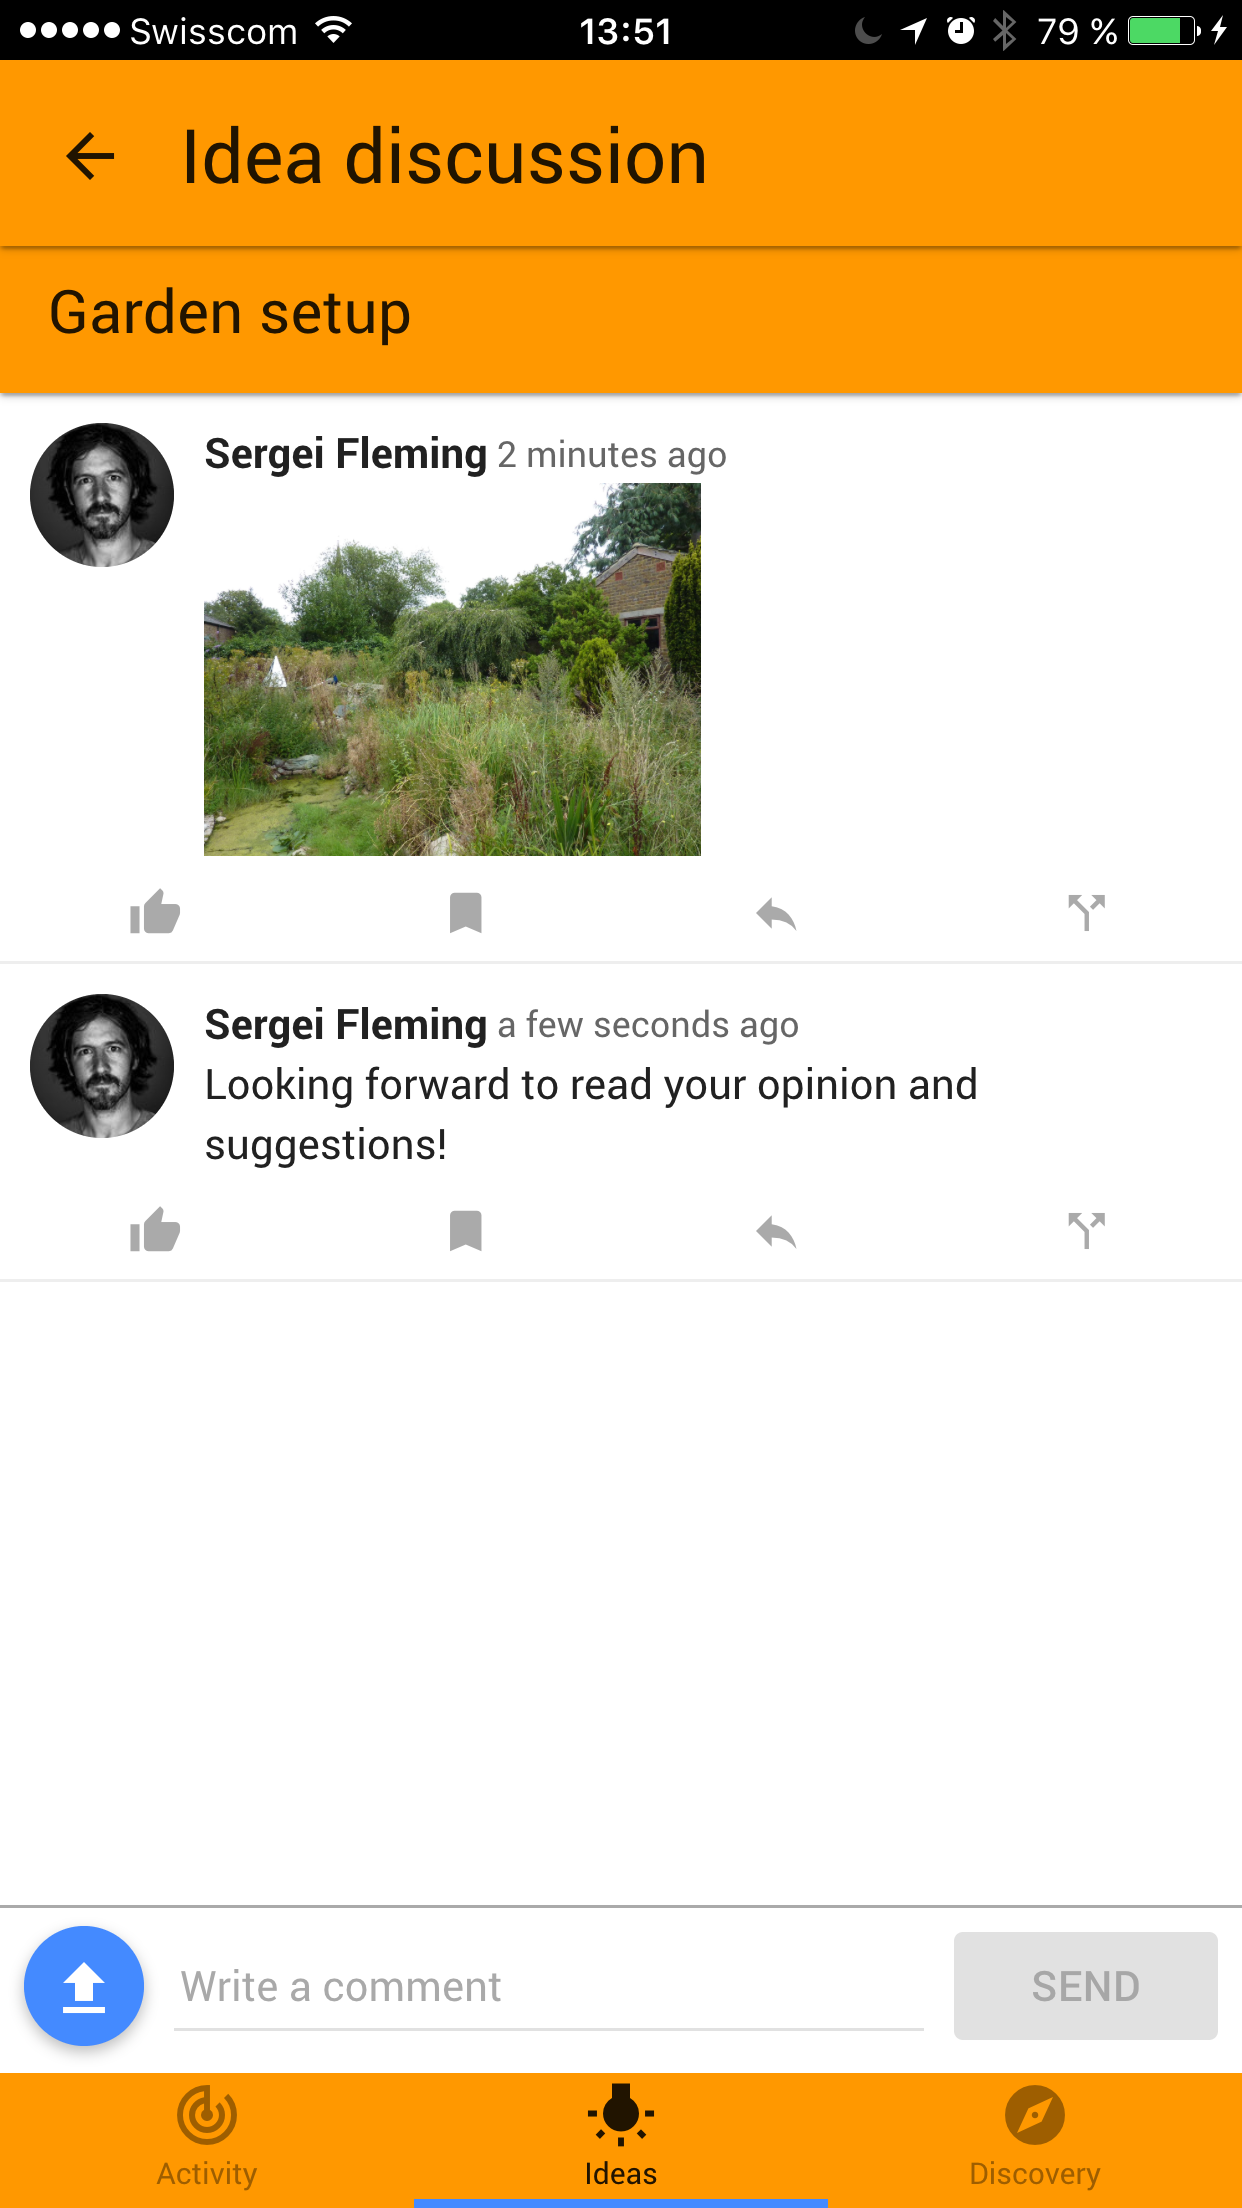 Swisscom 13:51 79 %
Idea discussion
Garden setup
Sergei Fleming 2 minutes ago
Sergei Fleming a few seconds ago
Looking forward to read your opinion and
suggestions!
Write a comment SEND
Activity Ideas Discovery